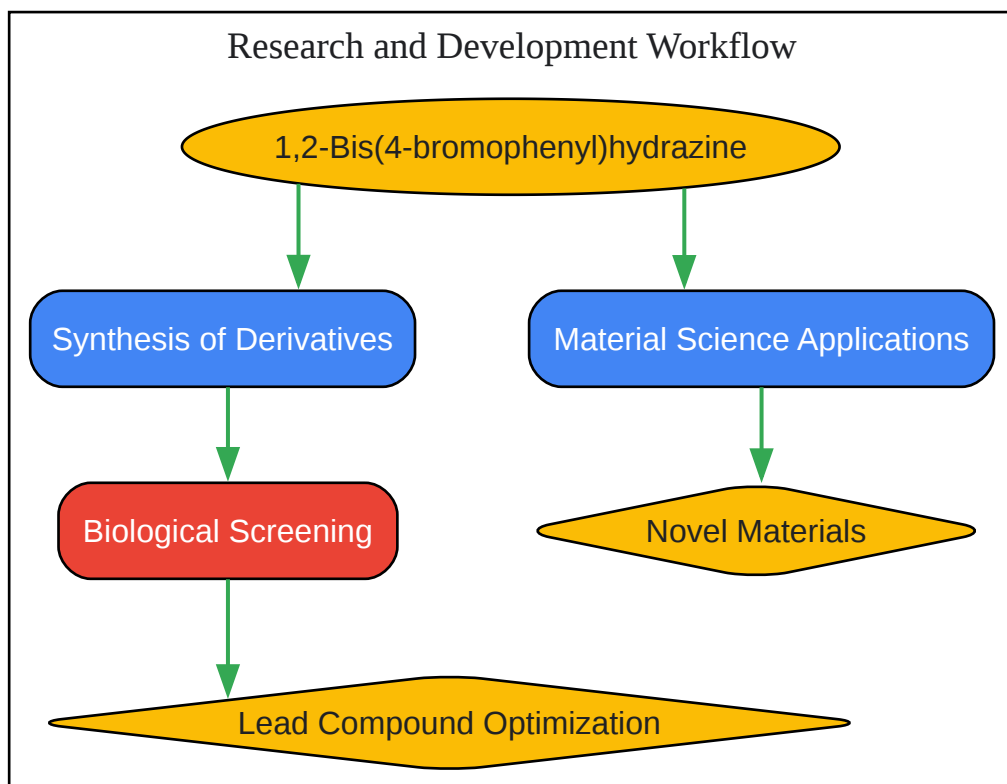 Research and Development Workflow
1,2-Bis(4-bromophenyl)hydrazine
Synthesis of Derivatives
Material Science Applications
Biological Screening
Novel Materials
Lead Compound Optimization